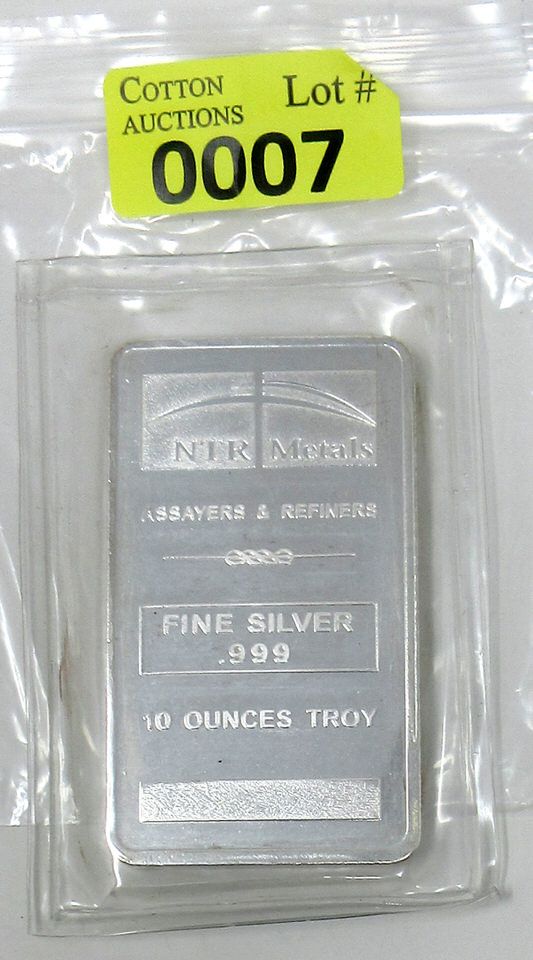 COTTON
AUCTIONS
Lot #
0007
NTR Metals
ASSAYERS & REFINERS
FINE SILVER
.999
10 OUNCES TROY